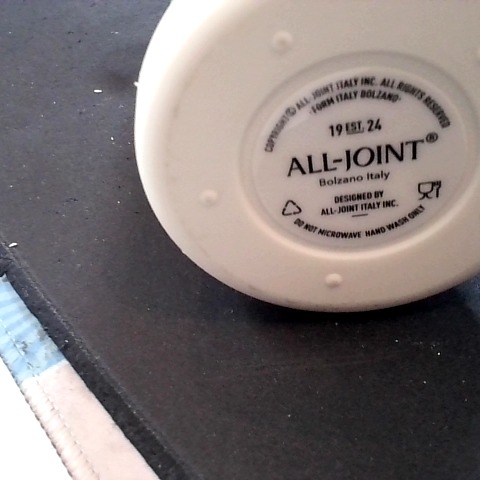 COPYRIGHT© ALL-JOINT ITALY INC. ALL RIGHTS RESERVED
"FORM ITALY BOLZANO"
19 EST. 24
ALL-JOINT®
Bolzano Italy
DESIGNED BY
ALL-JOINT ITALY INC.
DO NOT MICROWAVE HAND WASH ONLY